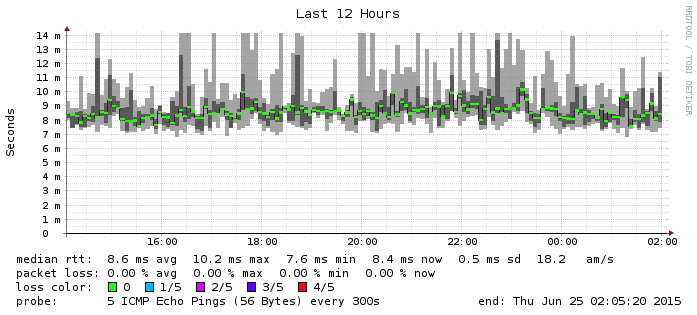 Last 12 Hours
RRDTOOL / TOBI OETIKER
Seconds
14 m
13 m
12 m
11 m
10 m
9 m
8 m
7 m
6 m
5 m
4 m
3 m
2 m
1 m
0
16:00 18:00 20:00 22:00 00:00 02:00
median rtt: 8.6 ms avg 10.2 ms max 7.6 ms min 8.4 ms now 0.5 ms sd 18.2 am/s
packet loss: 0.00 % avg 0.00 % max 0.00 % min 0.00 % now
loss color: 0 1/5 2/5 3/5 4/5
probe: 5 ICMP Echo Pings (56 Bytes) every 300s end: Thu Jun 25 02:05:20 2015